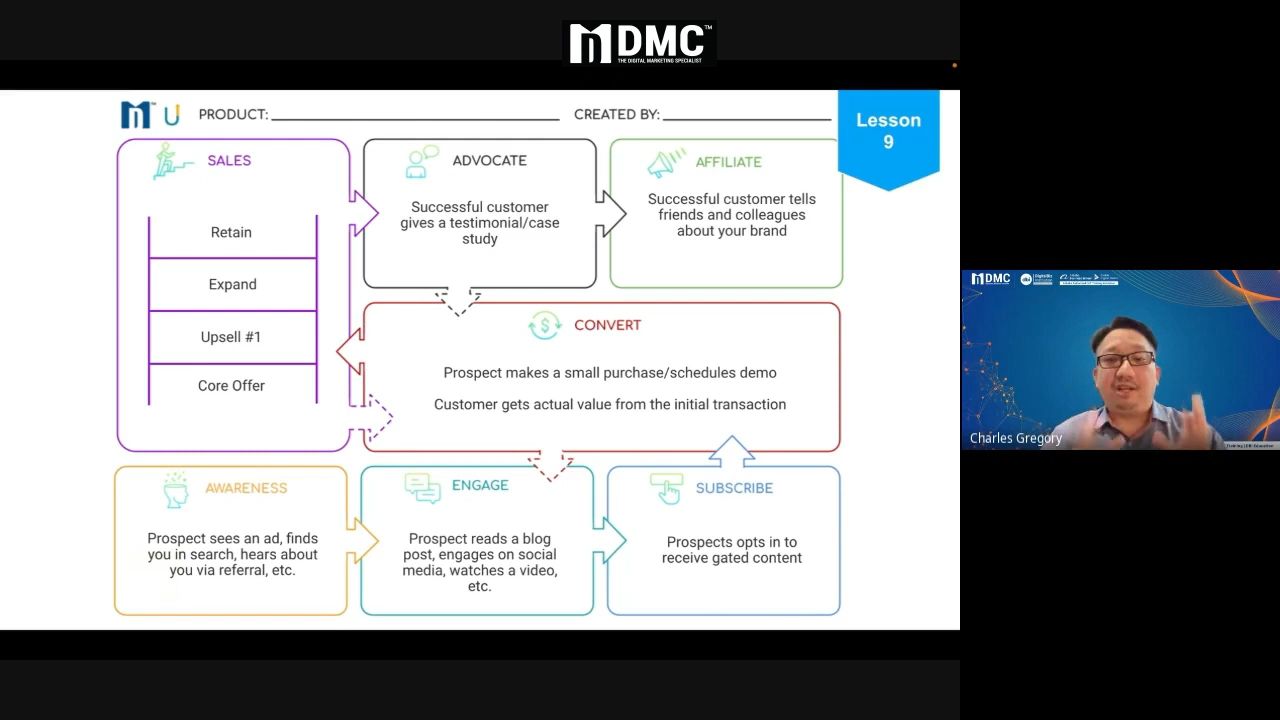 DMC™
THE DIGITAL MARKETING SPECIALIST
PRODUCT:
CREATED BY:
Lesson
9
SALES
Retain
Expand
Upsell #1
Core Offer
ADVOCATE
Successful customer
gives a testimonial/case
study
AFFILIATE
Successful customer tells
friends and colleagues
about your brand
CONVERT
Prospect makes a small purchase/schedules demo
Customer gets actual value from the initial transaction
AWARENESS
Prospect sees an ad, finds
you in search, hears about
you via referral, etc.
ENGAGE
Prospect reads a blog
post, engages on social
media, watches a video,
etc.
SUBSCRIBE
Prospects opts in to
receive gated content
DMC
Charles Gregory